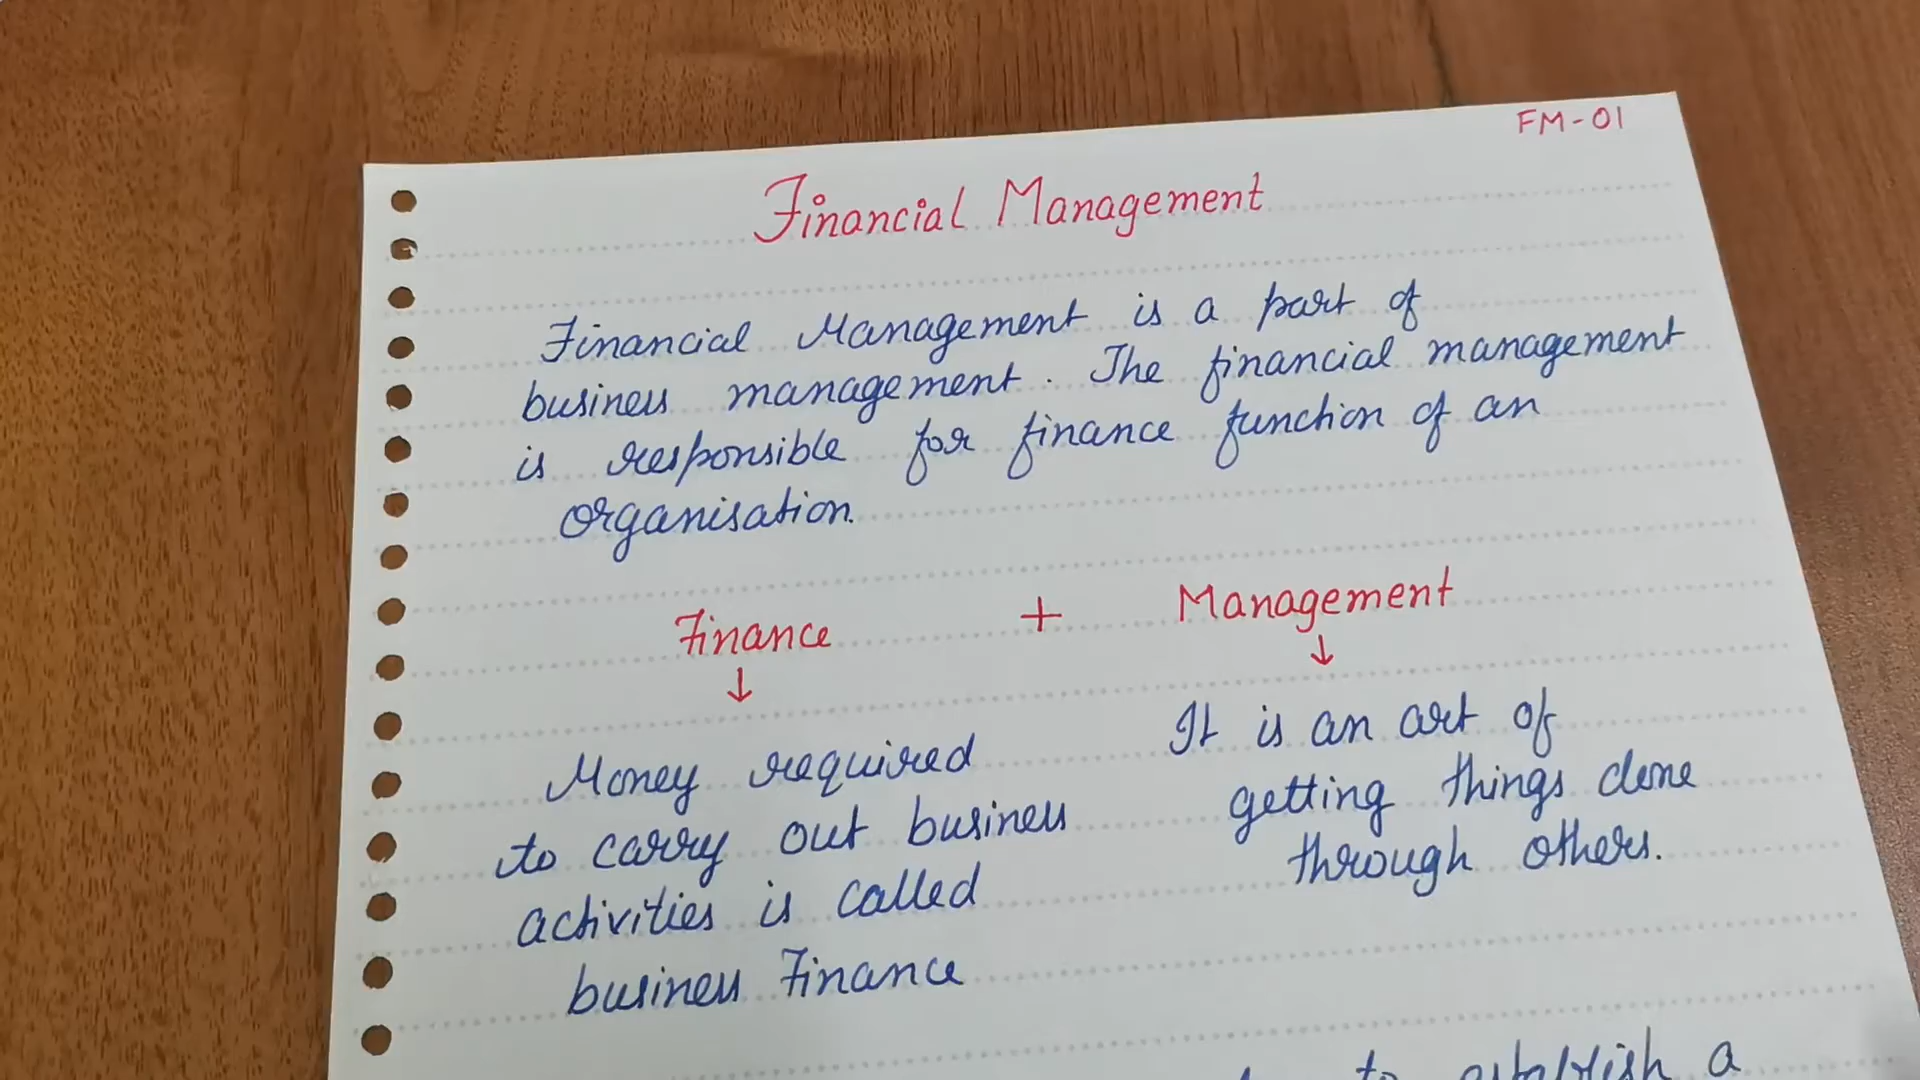 FM-01
Financial Management
Financial Management is a part of
business management. The financial management
is responsible for finance function of an
organisation.
Finance + Management
↓ ↓
Money required
to carry out business
activities is called
business Finance
It is an art of
getting things done
through others.
to establish a